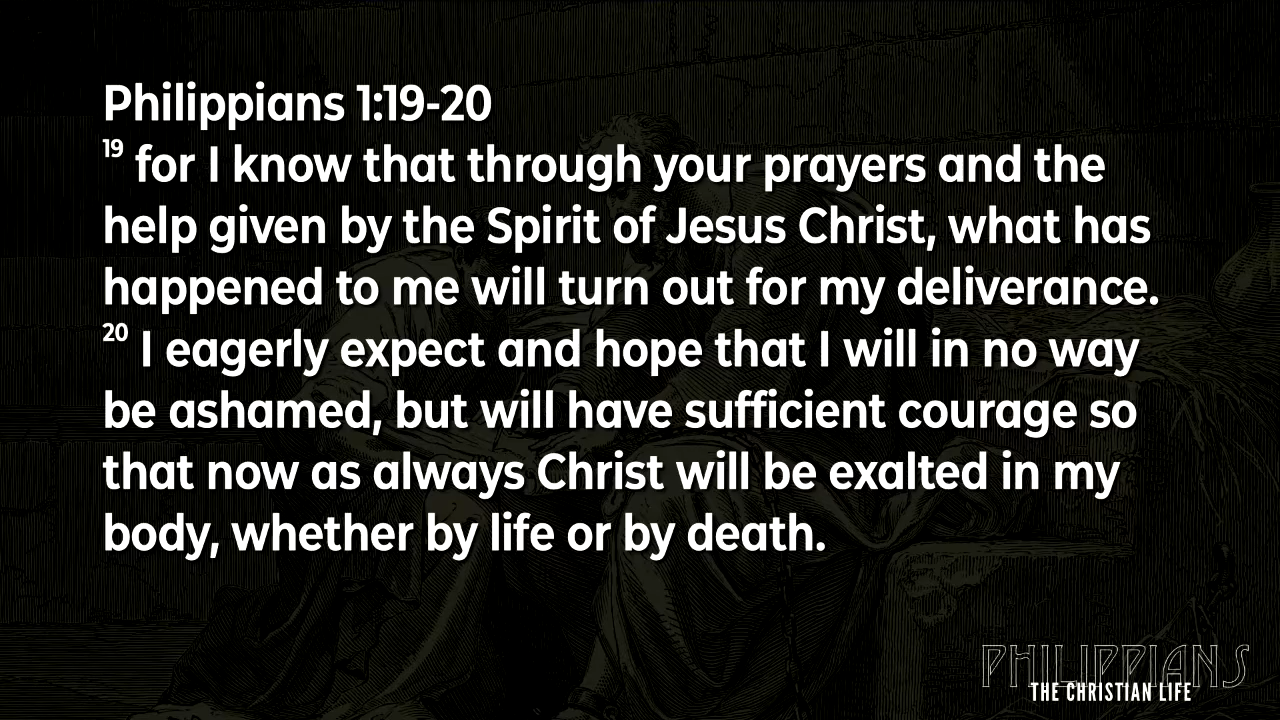 Philippians 1:19-20
19 for I know that through your prayers and the
help given by the Spirit of Jesus Christ, what has
happened to me will turn out for my deliverance.
20 I eagerly expect and hope that I will in no way
be ashamed, but will have sufficient courage so
that now as always Christ will be exalted in my
body, whether by life or by death.
PHILIPPIANS
THE CHRISTIAN LIFE